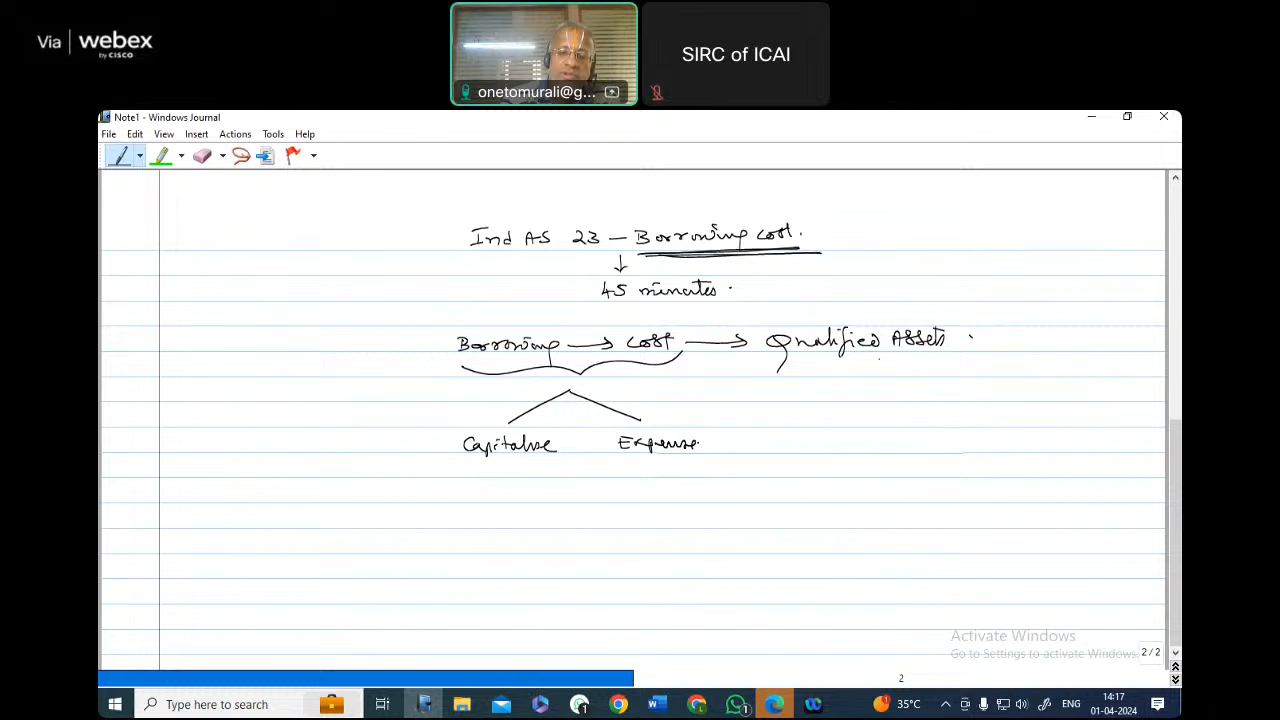 Via webex
by CISCO
onetomurali@g...
SIRC of ICAI
Note1 - Windows Journal
File Edit View Insert Actions Tools Help
Ind AS 23 – Borrowing cost.
↓
45 minutes.
Borrowing → cost → Qualified Assets.
Capitalise Expense
Activate Windows
Go to Settings to activate Windows.
2 / 2
2
Type here to search
35°C
ENG
14:17
01-04-2024